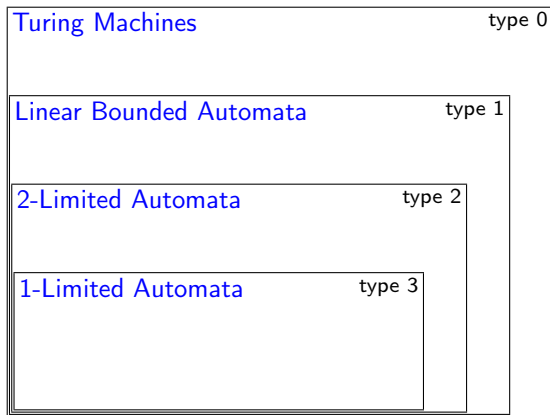 Turing Machines type 0
Linear Bounded Automata type 1
2-Limited Automata type 2
1-Limited Automata type 3